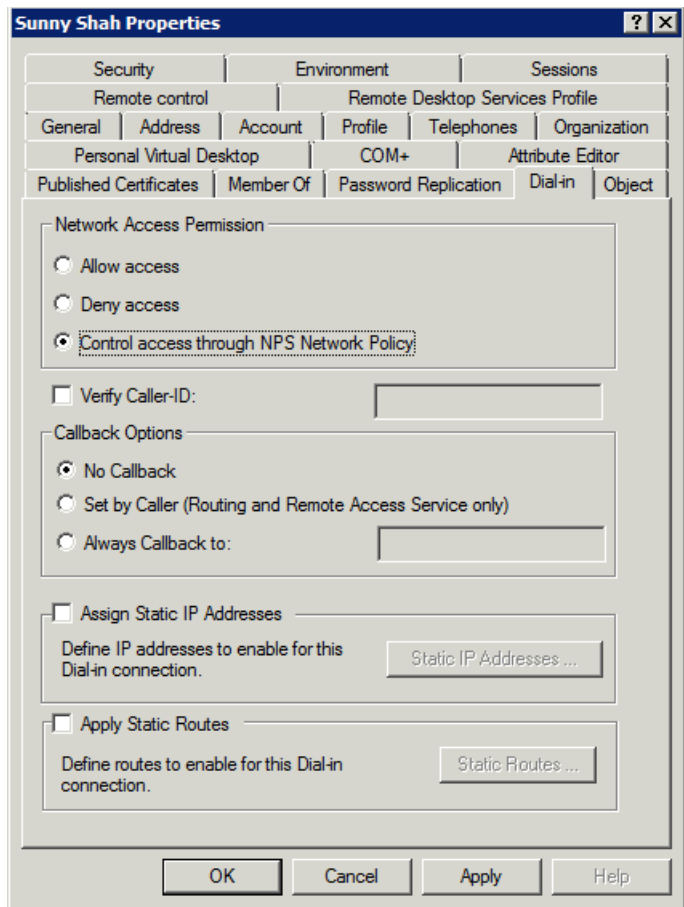 Sunny Shah Properties
Security Environment Sessions
Remote control Remote Desktop Services Profile
General Address Account Profile Telephones Organization
Personal Virtual Desktop COM+ Attribute Editor
Published Certificates Member Of Password Replication Dial-in Object
Network Access Permission
Allow access
Deny access
Control access through NPS Network Policy
Verify Caller-ID:
Callback Options
No Callback
Set by Caller (Routing and Remote Access Service only)
Always Callback to:
Assign Static IP Addresses
Define IP addresses to enable for this
Dial-in connection.
Static IP Addresses ...
Apply Static Routes
Define routes to enable for this Dial-in
connection.
Static Routes ...
OK Cancel Apply Help